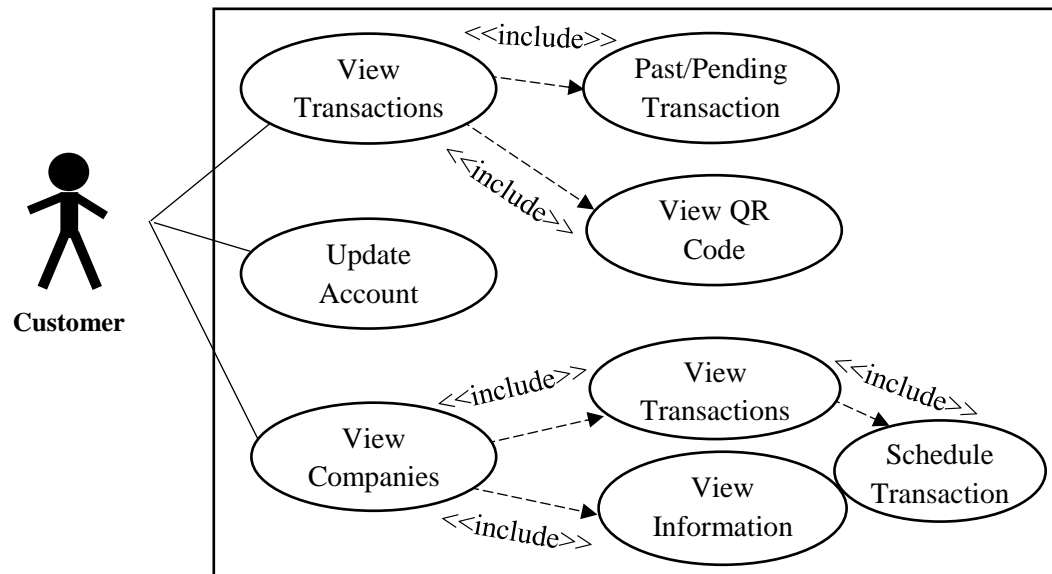 <<include>>
View
Transactions
Past/Pending
Transaction
<<include>>
View QR
Code
Update
Account
Customer
<<include>>
View
Transactions
<<include>>
View
Companies
Schedule
Transaction
View
Information
<<include>>